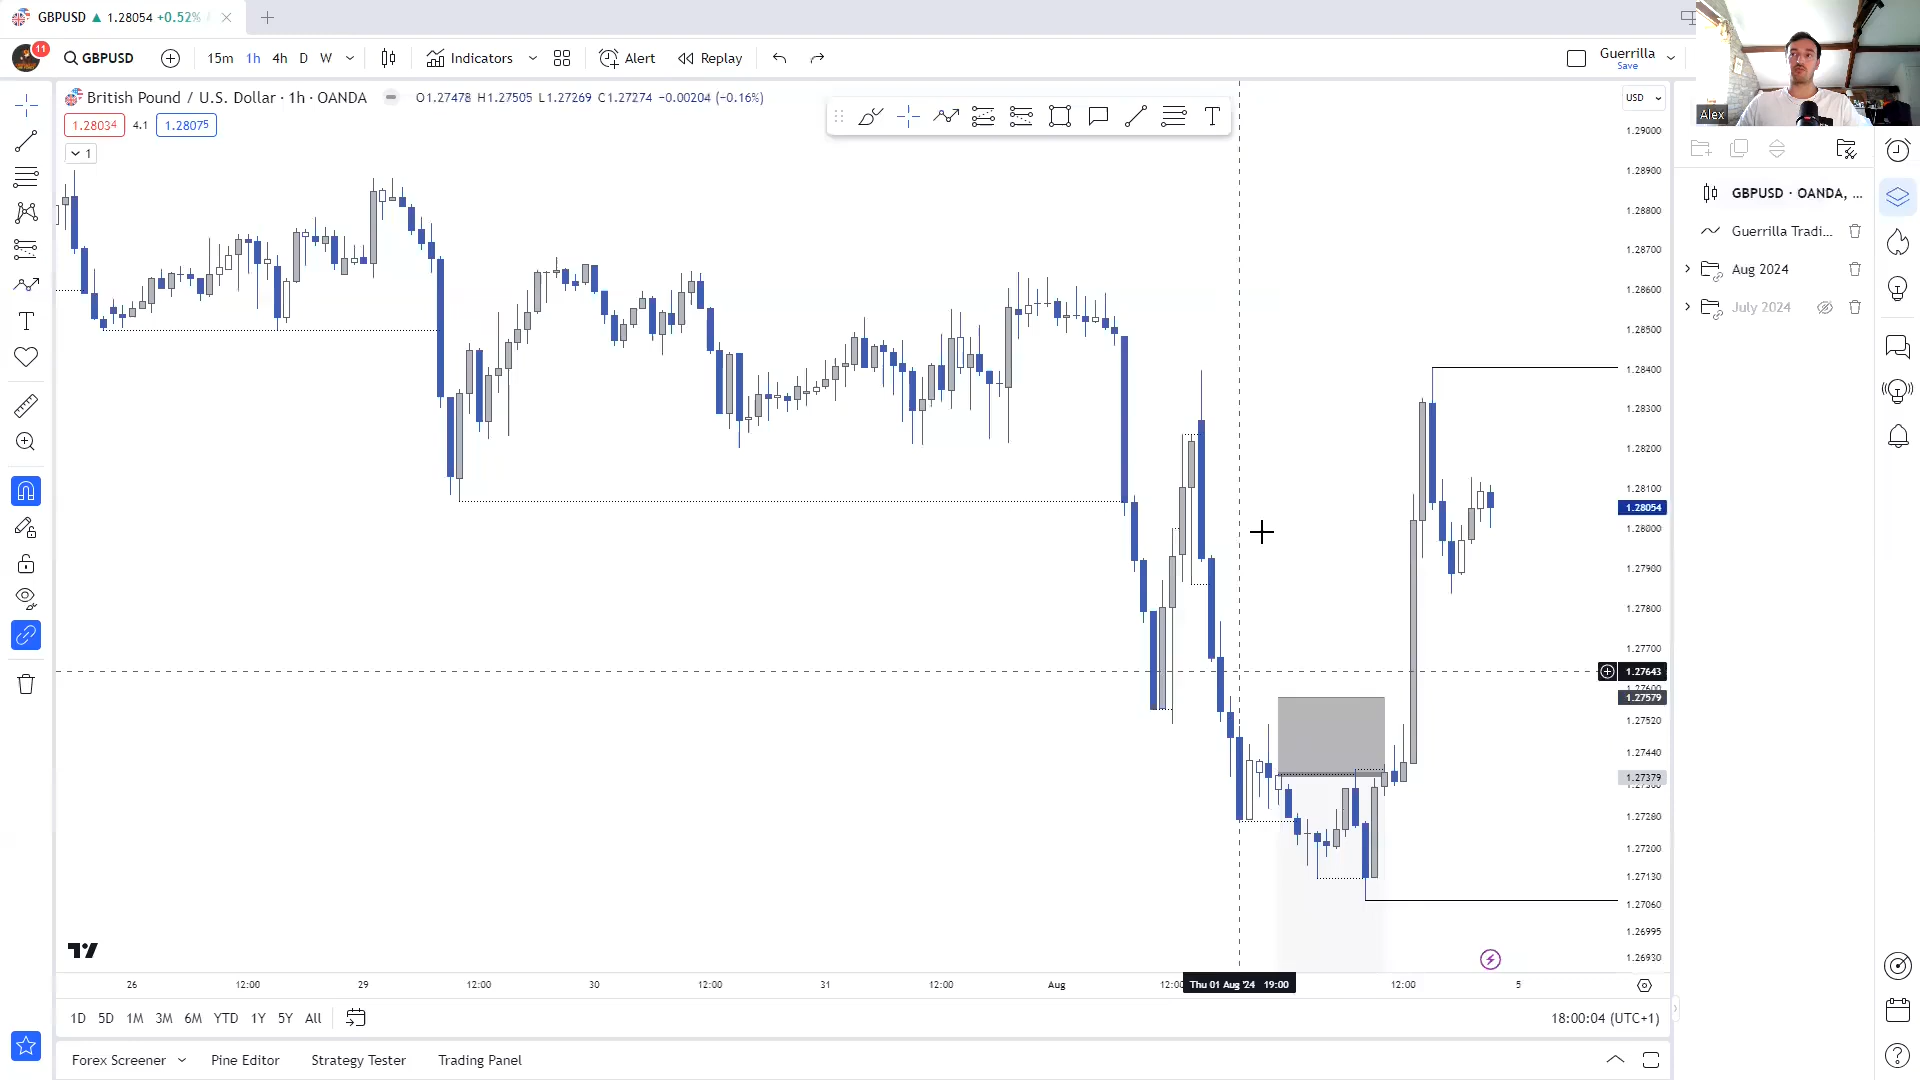 GBPUSD ▲ 1.28054 +0.52%
11
GBPUSD
15m 1h 4h D W
Indicators
Alert
Replay
Guerrilla
Save
Alex
British Pound / U.S. Dollar · 1h · OANDA
O1.27478 H1.27505 L1.27269 C1.27274 −0.00204 (−0.16%)
1.28034 4.1 1.28075
1
USD
1.29000
1.28900
1.28800
1.28700
1.28600
1.28500
1.28400
1.28300
1.28200
1.28100
1.28054
1.28000
1.27900
1.27800
1.27700
1.27643
1.27579
1.27520
1.27440
1.27379
1.27280
1.27200
1.27130
1.27060
1.26995
1.26930
GBPUSD · OANDA, ...
Guerrilla Tradi...
Aug 2024
July 2024
26 12:00 29 12:00 30 12:00 31 12:00 Aug 12:00 Thu 01 Aug '24 19:00 12:00 5
1D 5D 1M 3M 6M YTD 1Y 5Y All
18:00:04 (UTC+1)
Forex Screener Pine Editor Strategy Tester Trading Panel